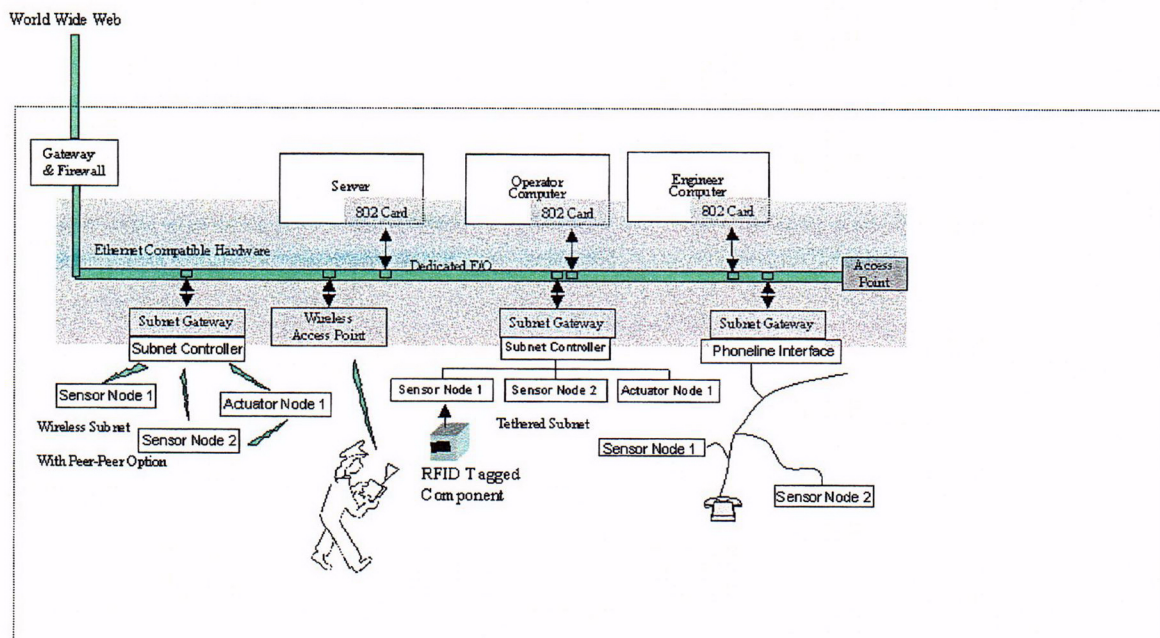 World Wide Web
Gateway
& Firewall
Server
802 Card
Operator
Computer
802 Card
Engineer
Computer
802 Card
Ethernet Compatible Hardware
Dedicated F/O
Access
Point
Subnet Gateway
Subnet Controller
Wireless
Access Point
Subnet Gateway
Subnet Controller
Subnet Gateway
Phoneline Interface
Sensor Node 1
Actuator Node 1
Sensor Node 2
Wireless Subnet
With Peer-Peer Option
Sensor Node 1
Sensor Node 2
Actuator Node 1
Tethered Subnet
RFID Tagged
Component
Sensor Node 1
Sensor Node 2